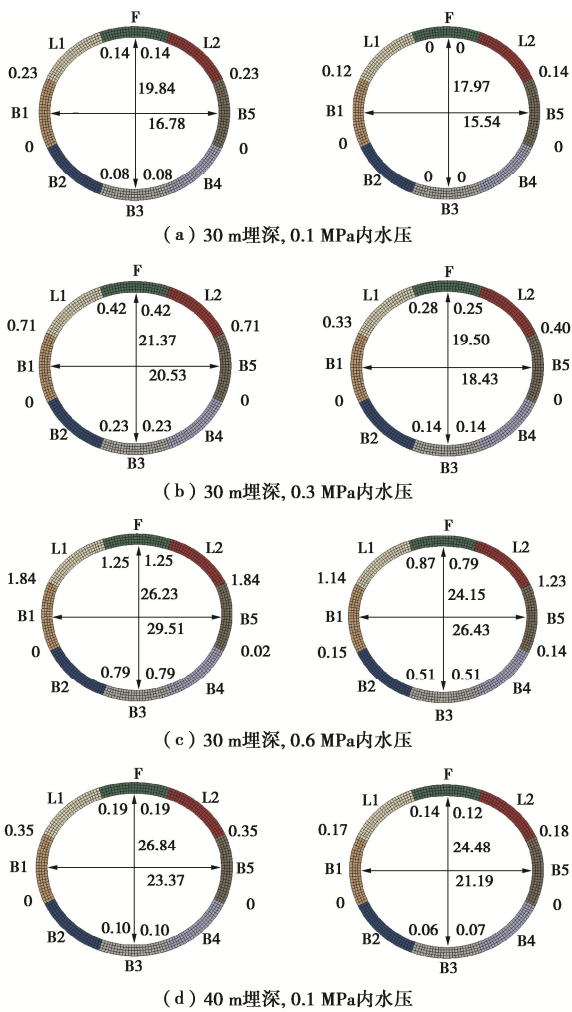 F F
L1 L2 L1 L2
0.14 0.14 0 0
0.23 0.23 0.12 0.14
19.84 17.97
B1 B5 B1 B5
16.78 15.54
0 0 0 0
0.08 0.08 0 0
B2 B4 B2 B4
B3 B3
(a) 30 m埋深, 0.1 MPa内水压
F F
L1 L2 L1 L2
0.42 0.42 0.28 0.25
0.71 0.71 0.33 0.40
21.37 19.50
B1 B5 B1 B5
20.53 18.43
0 0 0 0
0.23 0.23 0.14 0.14
B2 B4 B2 B4
B3 B3
(b) 30 m埋深, 0.3 MPa内水压
F F
L1 L2 L1 L2
1.25 1.25 0.87 0.79
1.84 1.84 1.14 1.23
26.23 24.15
B1 B5 B1 B5
29.51 26.43
0 0.02 0.15 0.14
0.79 0.79 0.51 0.51
B2 B4 B2 B4
B3 B3
(c) 30 m埋深, 0.6 MPa内水压
F F
L1 L2 L1 L2
0.19 0.19 0.14 0.12
0.35 0.35 0.17 0.18
26.84 24.48
B1 B5 B1 B5
23.37 21.19
0 0 0 0
0.10 0.10 0.06 0.07
B2 B4 B2 B4
B3 B3
(d) 40 m埋深, 0.1 MPa内水压